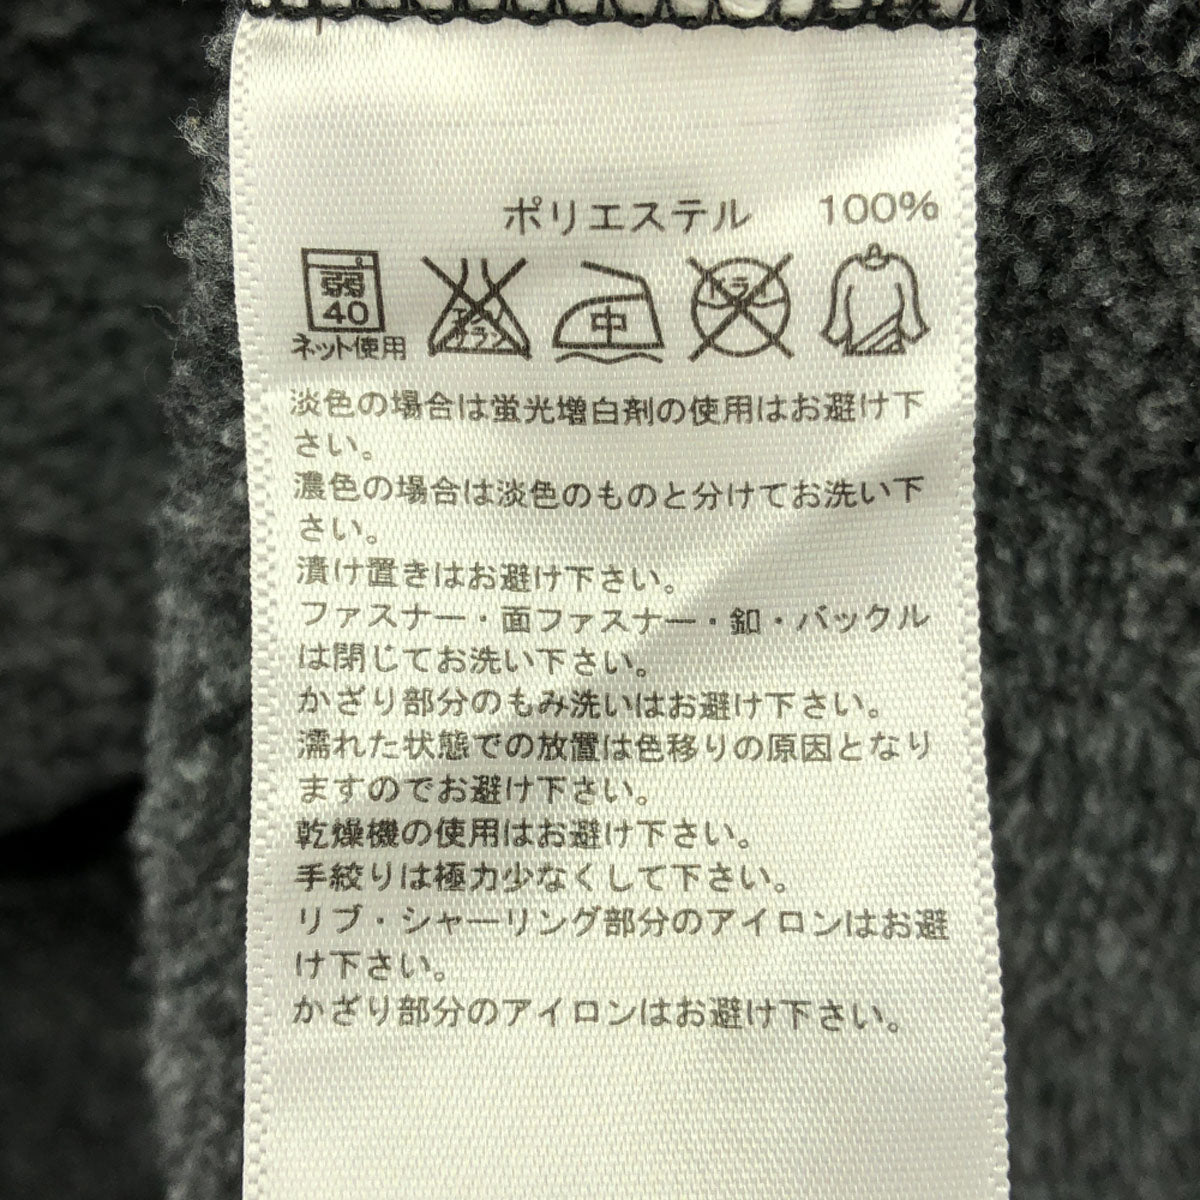 ポリエステル 100%
弱
40
ネット使用
エンソ
サラシ
中
ドライ
淡色の場合は蛍光増白剤の使用はお避け下
さい。
濃色の場合は淡色のものと分けてお洗い下
さい。
漬け置きはお避け下さい。
ファスナー・面ファスナー・釦・バックル
は閉じてお洗い下さい。
かざり部分のもみ洗いはお避け下さい。
濡れた状態での放置は色移りの原因となり
ますのでお避け下さい。
乾燥機の使用はお避け下さい。
手絞りは極力少なくして下さい。
リブ・シャーリング部分のアイロンはお避
け下さい。
かざり部分のアイロンはお避け下さい。